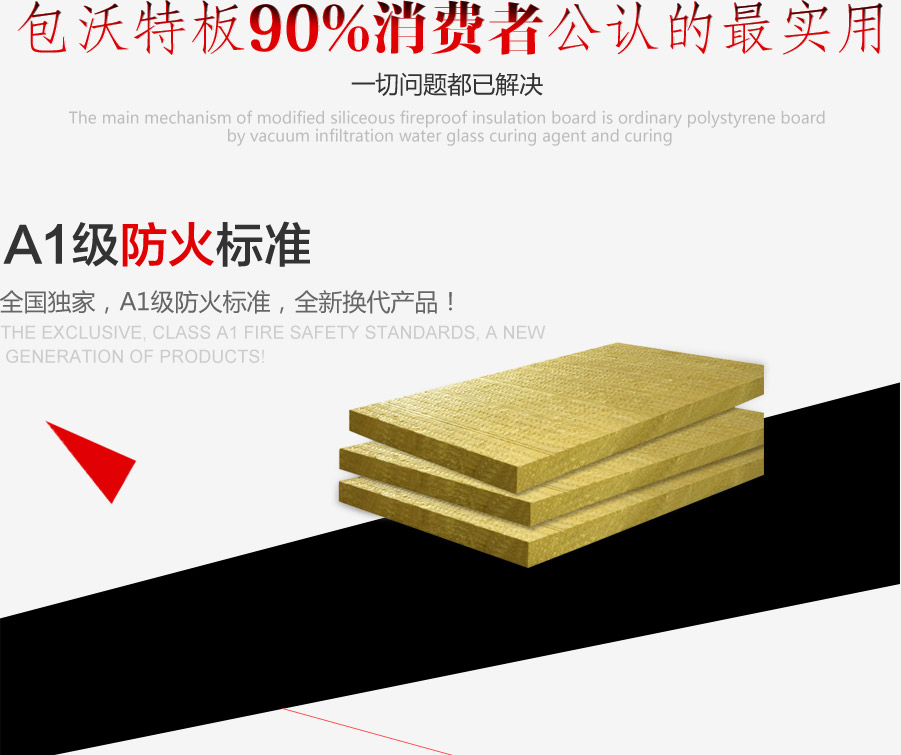 包沃特板90%消费者公认的最实用
一切问题都已解决
The main mechanism of modified siliceous fireproof insulation board is ordinary polystyrene board
by vacuum infiltration water glass curing agent and curing
A1级防火标准
全国独家，A1级防火标准，全新换代产品！
THE EXCLUSIVE, CLASS A1 FIRE SAFETY STANDARDS, A NEW
GENERATION OF PRODUCTS!